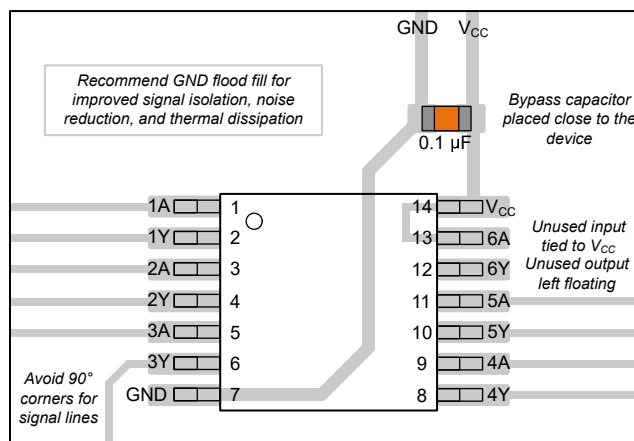 GND VCC
Recommend GND flood fill for
improved signal isolation, noise
reduction, and thermal dissipation
Bypass capacitor
placed close to the
device
0.1 µF
1A 1 14 VCC
1Y 2 13 6A
2A 3 12 6Y
2Y 4 11 5A
3A 5 10 5Y
3Y 6 9 4A
GND 7 8 4Y
Unused input
tied to VCC
Unused output
left floating
Avoid 90°
corners for
signal lines